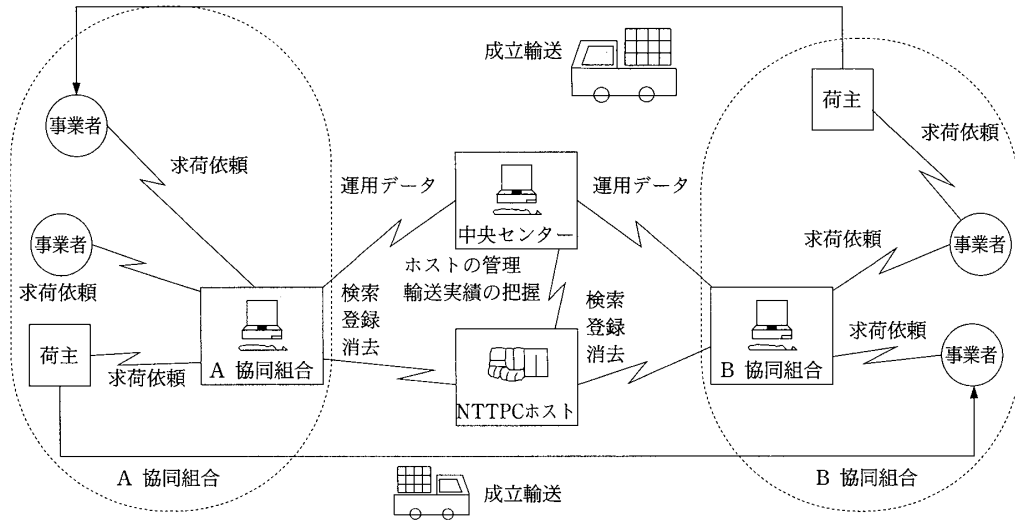 成立輸送
荷主
事業者
求荷依頼
求荷依頼
運用データ
運用データ
中央センター
事業者
求荷依頼
事業者
求荷依頼
ホストの管理
輸送実績の把握
検索
登録
消去
検索
登録
消去
荷主
求荷依頼
A 協同組合
NTTPCホスト
B 協同組合
求荷依頼
事業者
A 協同組合
成立輸送
B 協同組合